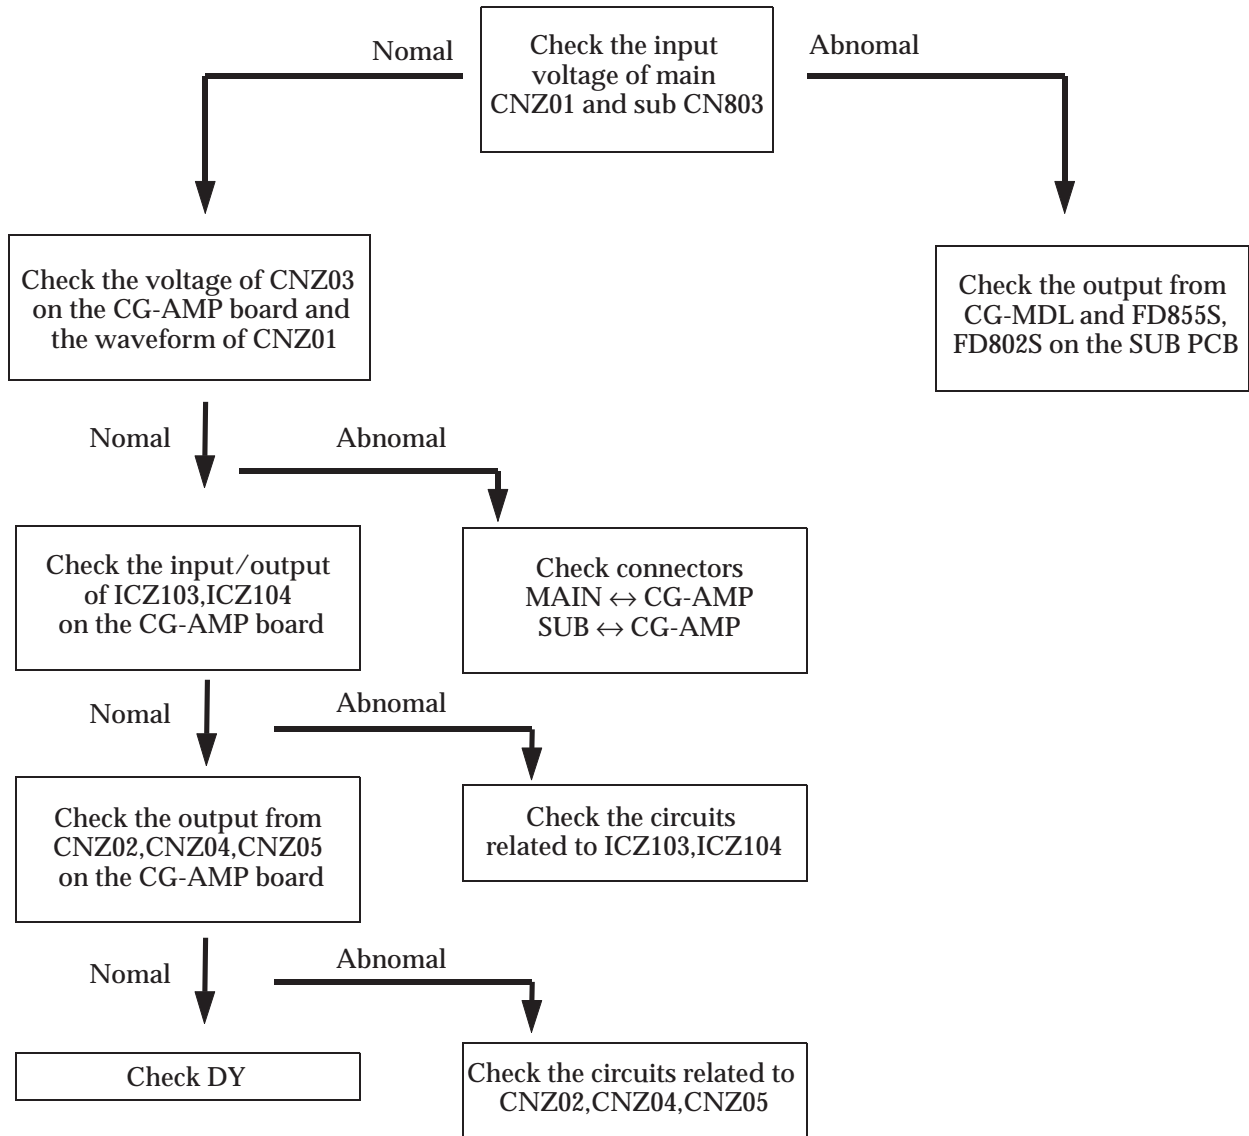 Nomal
Check the input
voltage of main
CNZ01 and sub CN803
Abnomal
Check the voltage of CNZ03
on the CG-AMP board and
the waveform of CNZ01
Check the output from
CG-MDL and FD855S,
FD802S on the SUB PCB
Nomal
Abnomal
Check the input/output
of ICZ103,ICZ104
on the CG-AMP board
Check connectors
MAIN ↔ CG-AMP
SUB ↔ CG-AMP
Nomal
Abnomal
Check the output from
CNZ02,CNZ04,CNZ05
on the CG-AMP board
Check the circuits
related to ICZ103,ICZ104
Nomal
Abnomal
Check DY
Check the circuits related to
CNZ02,CNZ04,CNZ05